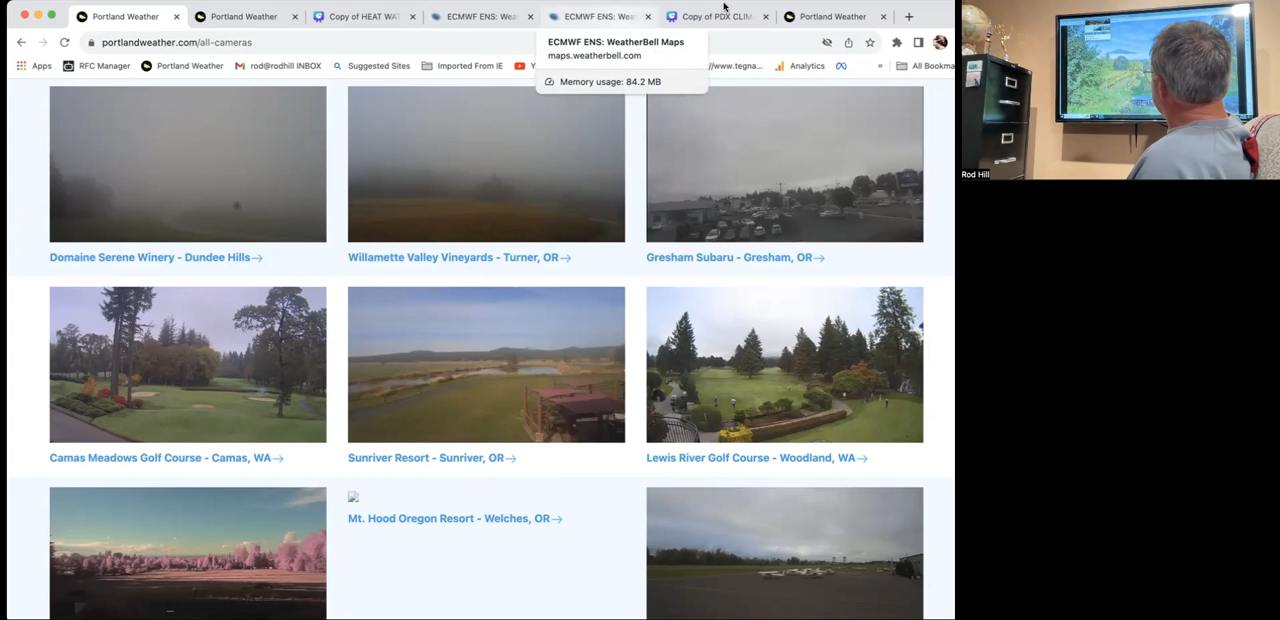 Portland Weather
Portland Weather
Copy of HEAT WAT
ECMWF ENS: Wea
ECMWF ENS: Wea
Copy of PDX CLIM
Portland Weather
portlandweather.com/all-cameras
ECMWF ENS: WeatherBell Maps
maps.weatherbell.com
Memory usage: 84.2 MB
Apps
RFC Manager
Portland Weather
rod@rodhill INBOX
Suggested Sites
Imported From IE
Y
//www.tegna...
Analytics
»
All Bookma
Domaine Serene Winery - Dundee Hills→
Willamette Valley Vineyards - Turner, OR→
Gresham Subaru - Gresham, OR→
Camas Meadows Golf Course - Camas, WA→
Sunriver Resort - Sunriver, OR→
Lewis River Golf Course - Woodland, WA→
Mt. Hood Oregon Resort - Welches, OR→
Rod Hill